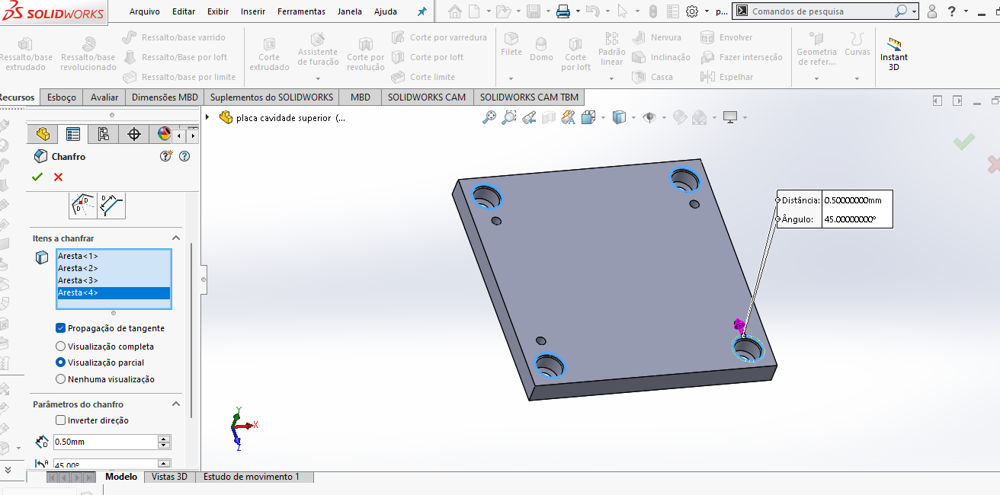 SOLIDWORKS
Arquivo Editar Exibir Inserir Ferramentas Janela Ajuda
p...
Comandos de pesquisa
?
Ressalto/base extrudado
Ressalto/base revolucionado
Ressalto/base varrido
Ressalto/Base por loft
Ressalto/base por limite
Corte extrudado
Assistente de furação
Corte por revolução
Corte por varredura
Corte por loft
Corte limite
Filete
Domo
Corte por loft
Padrão linear
Nervura
Inclinação
Casca
Envolver
Fazer interseção
Espelhar
Geometria de refer...
Curvas
Instant 3D
Recursos Esboço Avaliar Dimensões MBD Suplementos do SOLIDWORKS MBD SOLIDWORKS CAM SOLIDWORKS CAM TBM
placa cavidade superior (...
Chanfro
Itens a chanfrar
Aresta<1>
Aresta<2>
Aresta<3>
Aresta<4>
Propagação de tangente
Visualização completa
Visualização parcial
Nenhuma visualização
Parâmetros do chanfro
Inverter direção
0.50mm
45.00º
Distância: 0.50000000mm
Ângulo: 45.00000000º
Y
X
Z
Modelo Vistas 3D Estudo de movimento 1